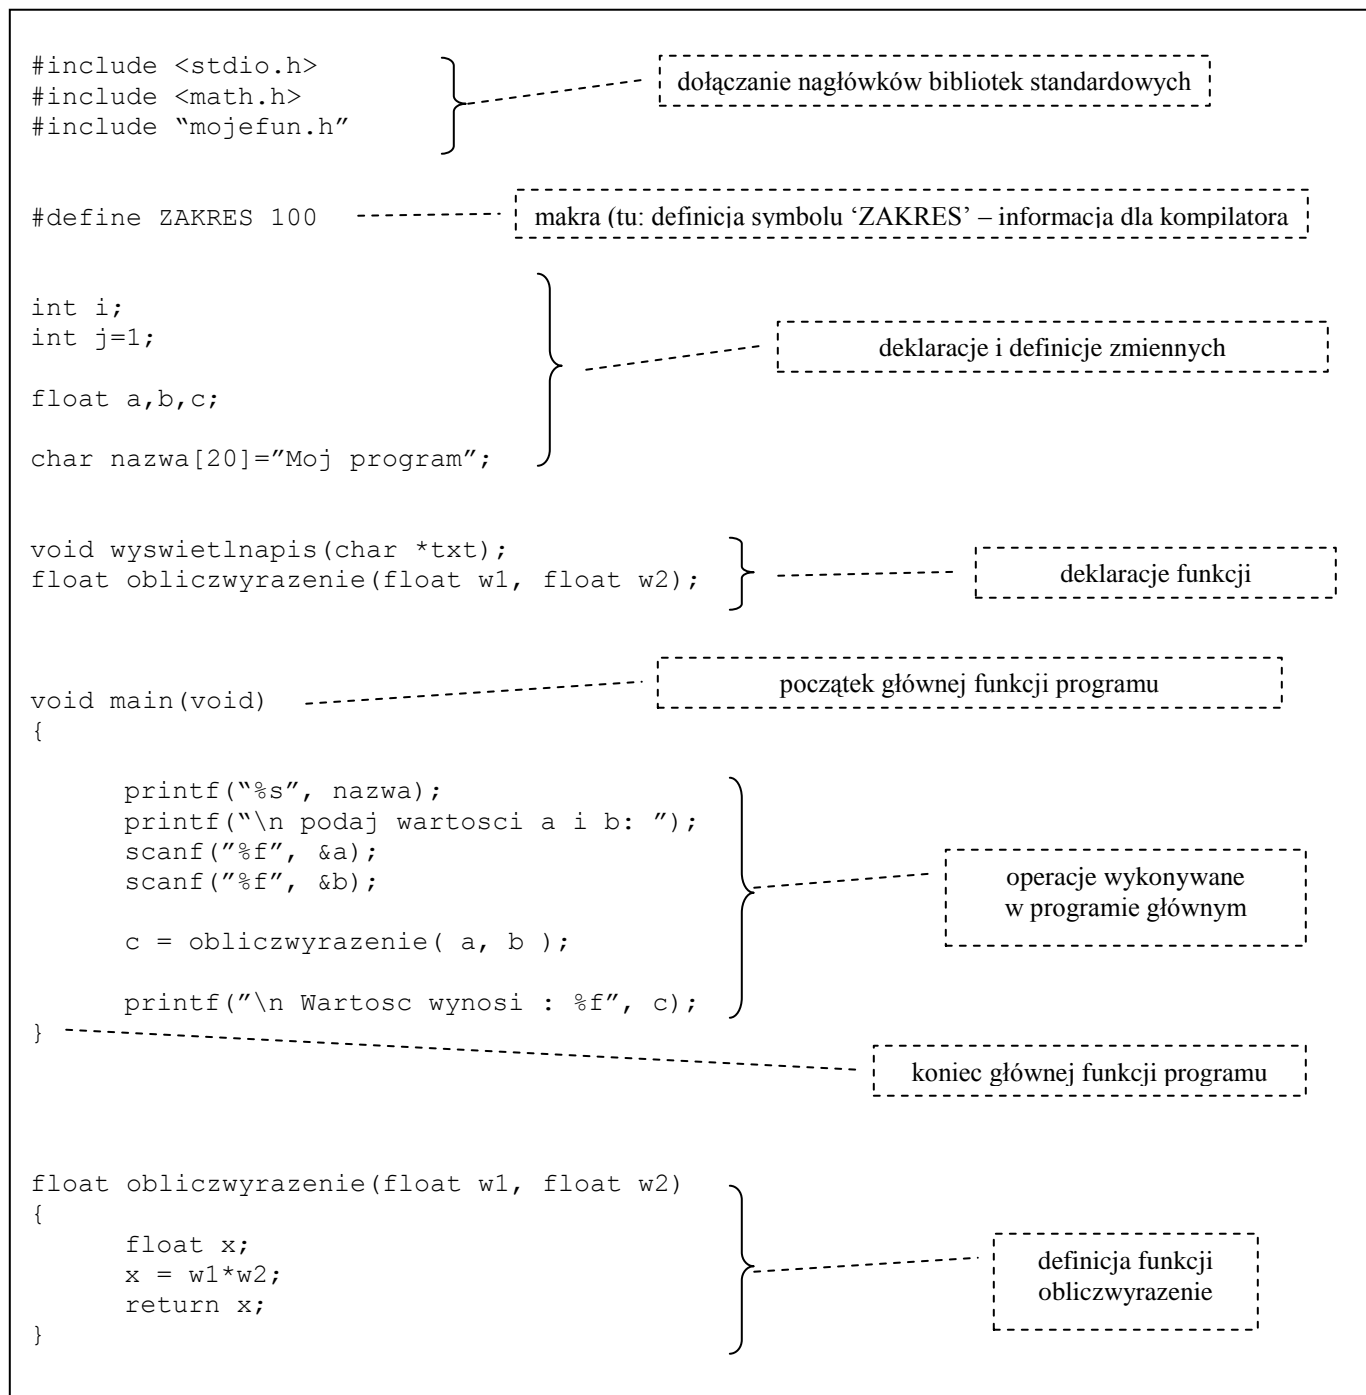 #include <stdio.h>
#include <math.h>
#include “mojefun.h”
dołączanie nagłówków bibliotek standardowych
#define ZAKRES 100
makra (tu: definicja symbolu ‘ZAKRES’ – informacja dla kompilatora
int i;
int j=1;
float a,b,c;
char nazwa[20]=”Moj program”;
deklaracje i definicje zmiennych
void wyswietlnapis(char *txt);
float obliczwyrazenie(float w1, float w2);
deklaracje funkcji
void main(void)
początek głównej funkcji programu
{
printf(“%s”, nazwa);
printf(“\n podaj wartosci a i b: ”);
scanf(”%f”, &a);
scanf(”%f”, &b);
c = obliczwyrazenie( a, b );
printf(”\n Wartosc wynosi : %f”, c);
operacje wykonywane
w programie głównym
}
koniec głównej funkcji programu
float obliczwyrazenie(float w1, float w2)
{
float x;
x = w1*w2;
return x;
}
definicja funkcji
obliczwyrazenie